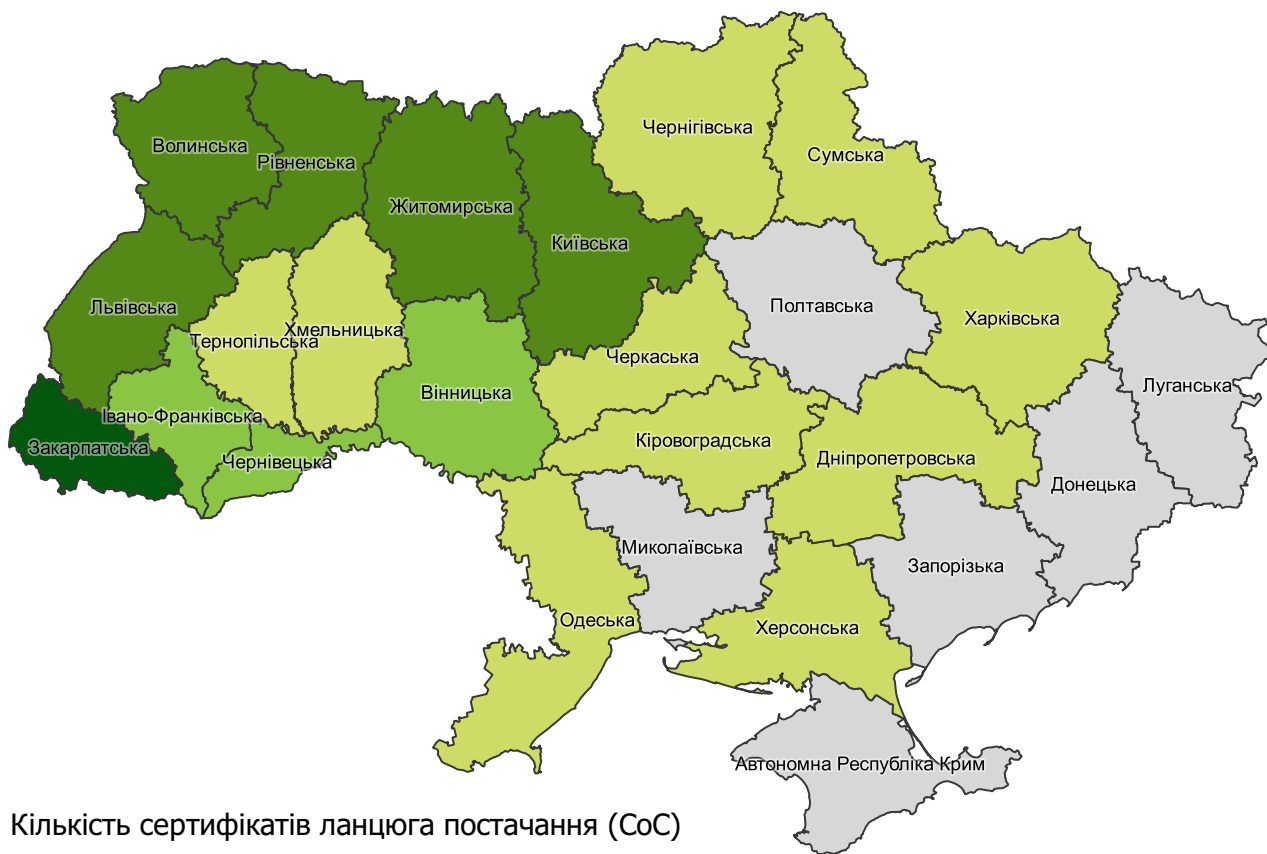 Чернігівська
Волинська
Сумська
Рівненська
Житомирська
Київська
Львівська
Полтавська
Харківська
Тернопільська
Хмельницька
Черкаська
Луганська
Вінницька
Івано-Франківська
Закарпатська
Кіровоградська
Чернівецька
Дніпропетровська
Донецька
Миколаївська
Запорізька
Одеська
Херсонська
Автономна Республіка Крим
Кількість сертифікатів ланцюга постачання (CoC)